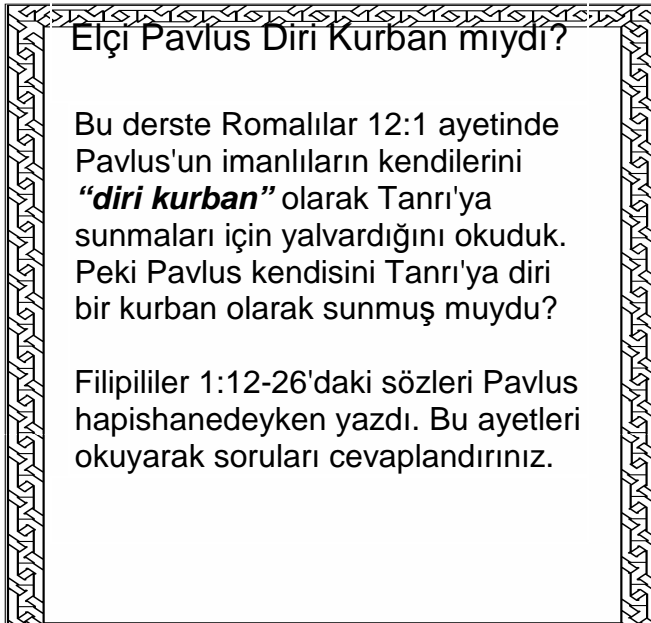 Elçi Pavlus Diri Kurban mıydı?
Bu derste Romalılar 12:1 ayetinde
Pavlus'un imanlıların kendilerini
“diri kurban” olarak Tanrı'ya
sunmaları için yalvardığını okuduk.
Peki Pavlus kendisini Tanrı'ya diri
bir kurban olarak sunmuş muydu?
Filipililer 1:12-26'daki sözleri Pavlus
hapishanedeyken yazdı. Bu ayetleri
okuyarak soruları cevaplandırınız.